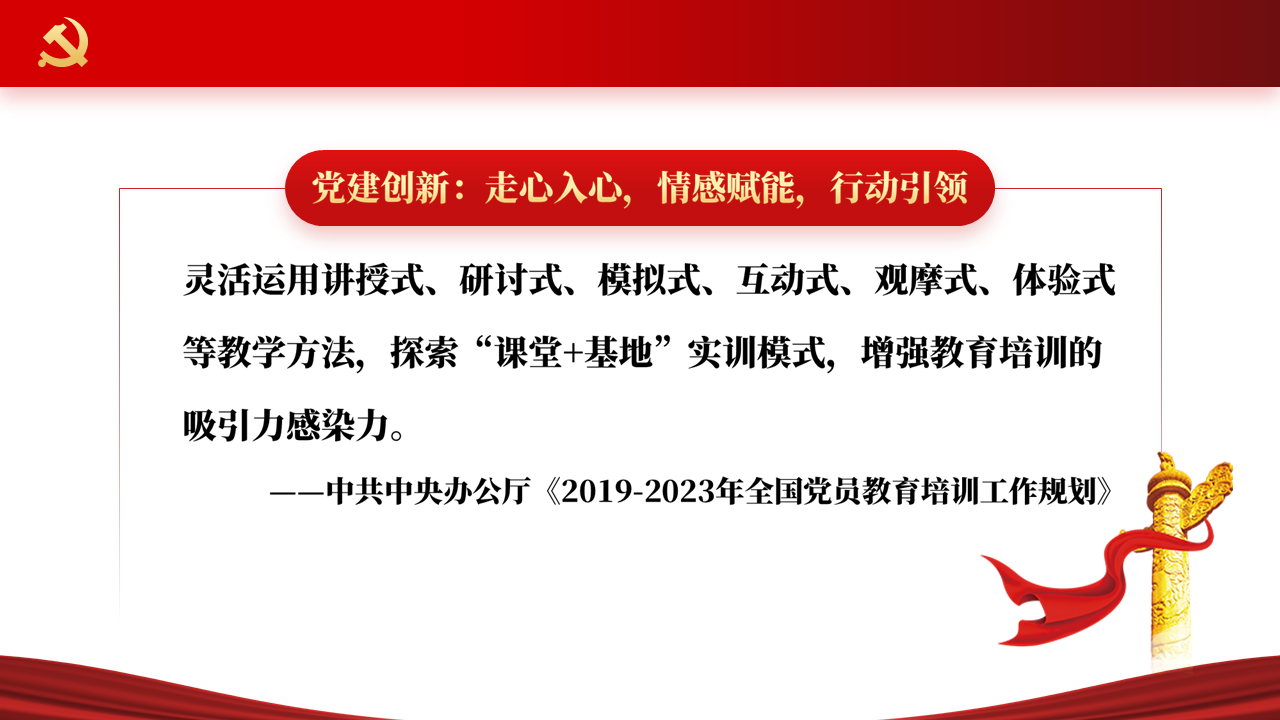 党建创新：走心入心，情感赋能，行动引领
灵活运用讲授式、研讨式、模拟式、互动式、观摩式、体验式
等教学方法，探索“课堂+基地”实训模式，增强教育培训的
吸引力感染力。
——中共中央办公厅《2019-2023年全国党员教育培训工作规划》